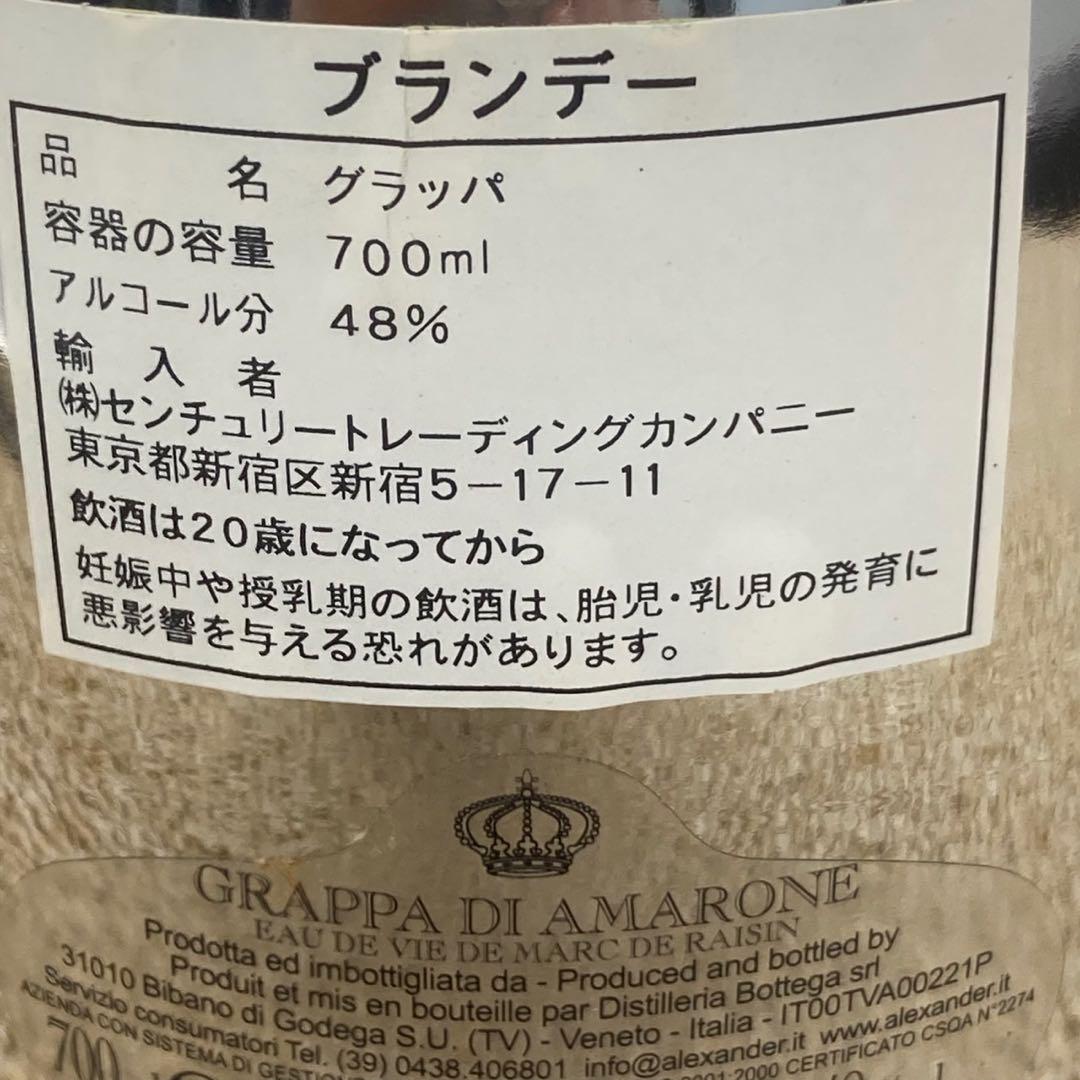 ブランデー
品名 グラッパ
容器の容量 700ml
アルコール分 48%
輸入者
㈱センチュリートレーディングカンパニー
東京都新宿区新宿5-17-11
飲酒は20歳になってから
妊娠中や授乳期の飲酒は、胎児・乳児の発育に
悪影響を与える恐れがあります。
GRAPPA DI AMARONE
EAU DE VIE DE MARC DE RAISIN
Prodotta ed imbottigliata da - Produced and bottled by
Produit et mis en bouteille par Distilleria Bottega srl
31010 Bibano di Godega S.U. (TV) - Veneto - Italia - IT00TVA00221P
Servizio consumatori Tel. (39) 0438.406801 info@alexander.it www.alexander.it
AZIENDA CON SISTEMA DI GESTIONE 9001:2000 CERTIFICATO CSQA N°2274
700